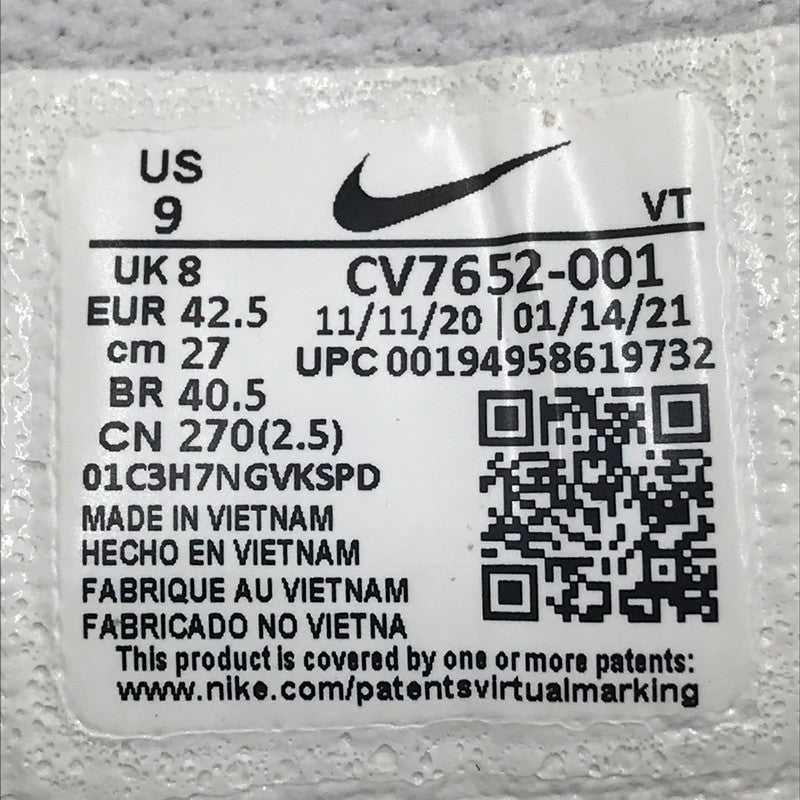 US
9
VT
UK 8
EUR 42.5
cm 27
BR 40.5
CN 270(2.5)
CV7652-001
11/11/20 | 01/14/21
UPC 00194958619732
01C3H7NGVKSPD
MADE IN VIETNAM
HECHO EN VIETNAM
FABRIQUE AU VIETNAM
FABRICADO NO VIETNA
This product is covered by one or more patents:
www.nike.com/patentsvirtualmarking